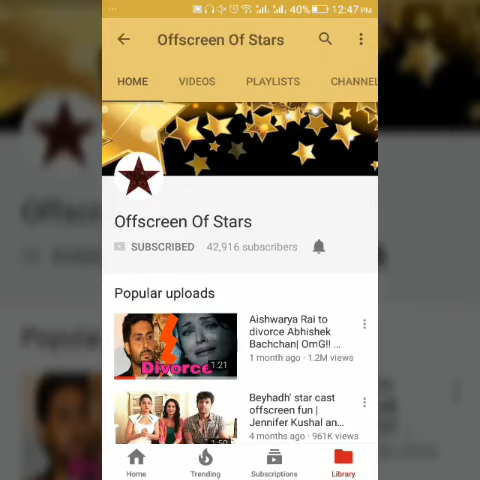 40% 12:47 PM
Offscreen Of Stars
HOME VIDEOS PLAYLISTS CHANNEL
Offscreen Of Stars
SUBSCRIBED 42,916 subscribers
Popular uploads
Aishwarya Rai to
divorce Abhishek
Bachchan| OmG!! ...
1 month ago · 1.2M views
Divorce
1:21
Beyhadh' star cast
offscreen fun |
Jennifer Kushal an...
4 months ago · 961K views
1:50
Home Trending Subscriptions Library